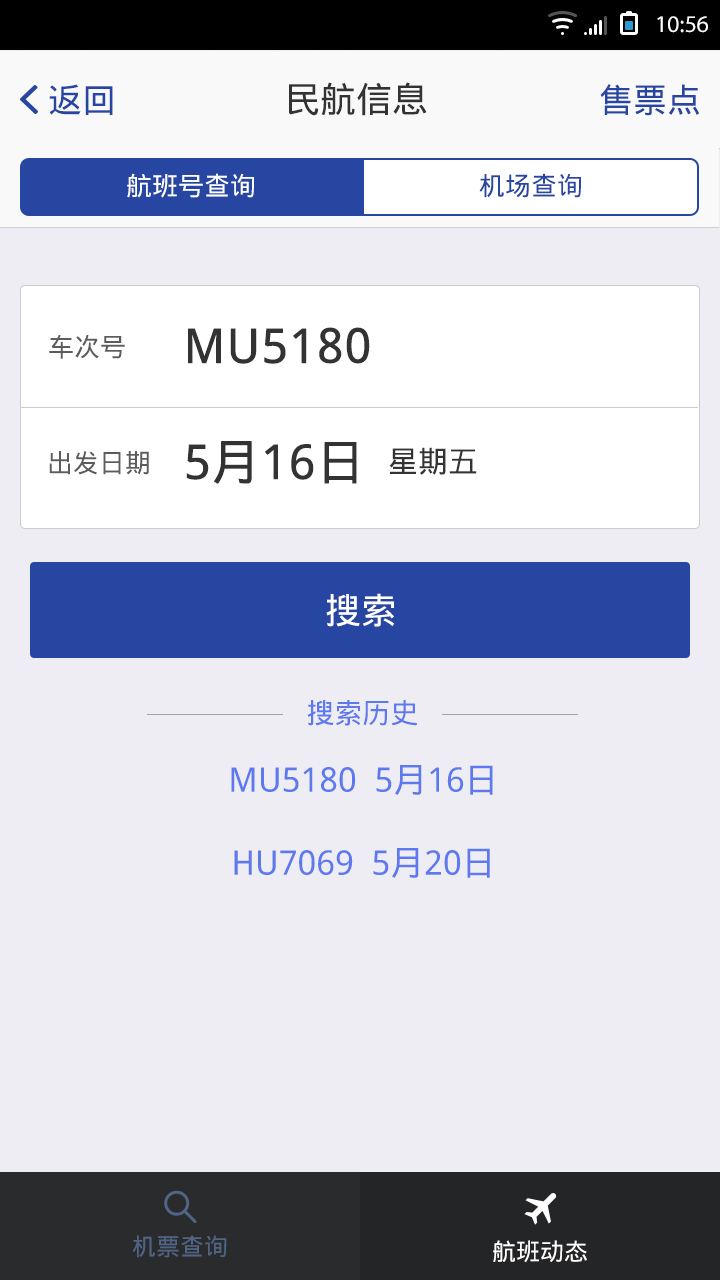 10:56
返回 民航信息 售票点
航班号查询 机场查询
车次号 MU5180
出发日期 5月16日 星期五
搜索
搜索历史
MU5180 5月16日
HU7069 5月20日
机票查询 航班动态